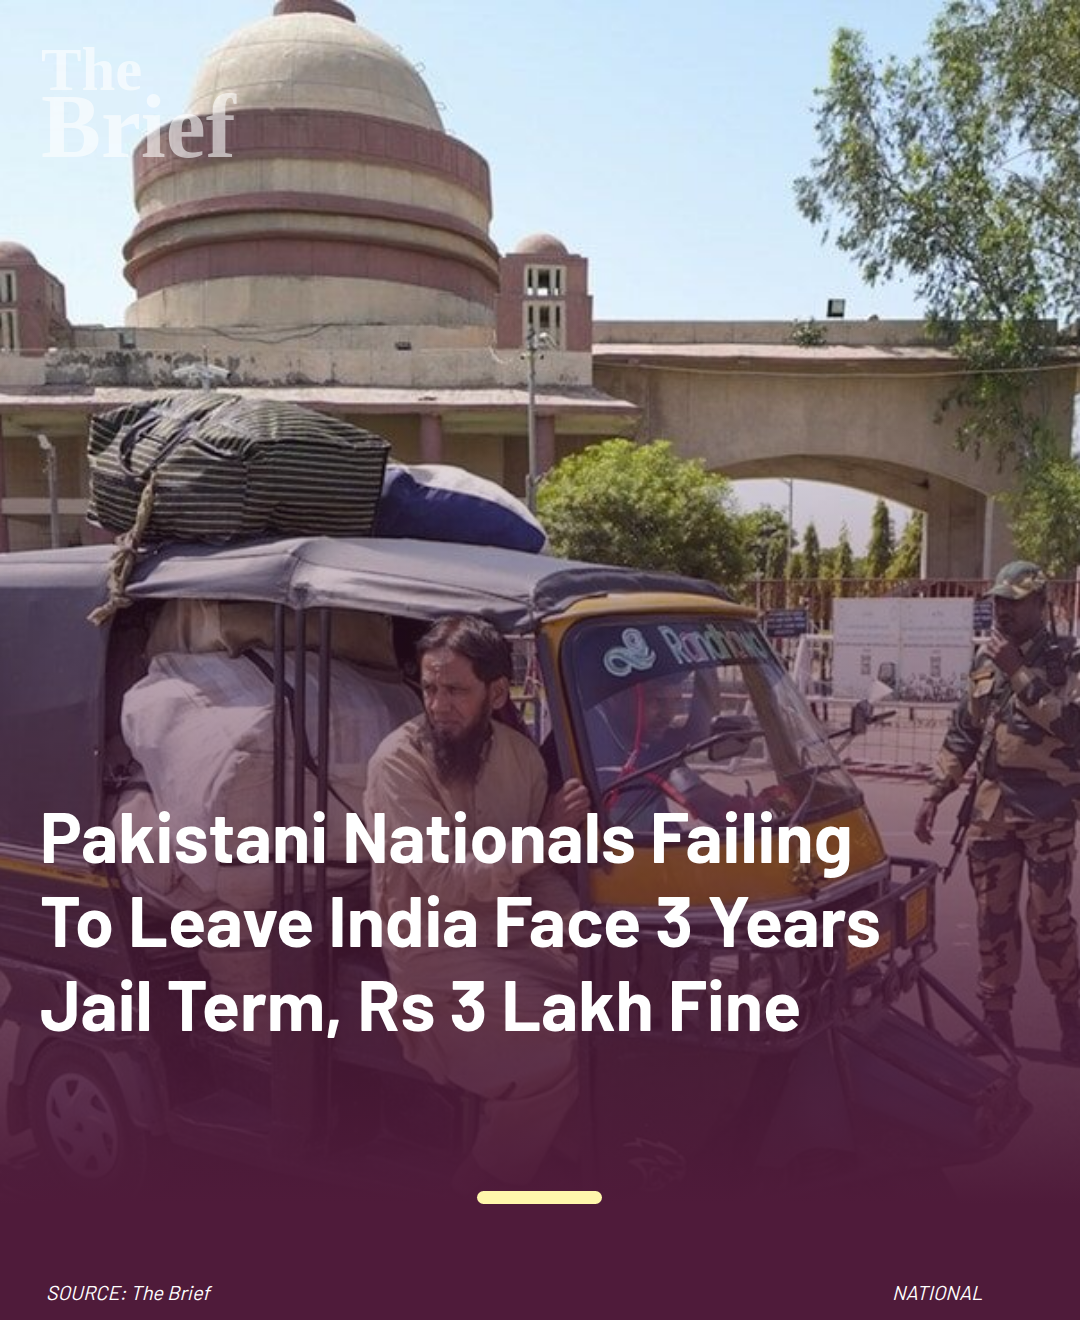 The
Brief
Pakistani Nationals Failing
To Leave India Face 3 Years
Jail Term, Rs 3 Lakh Fine
SOURCE: The Brief
NATIONAL